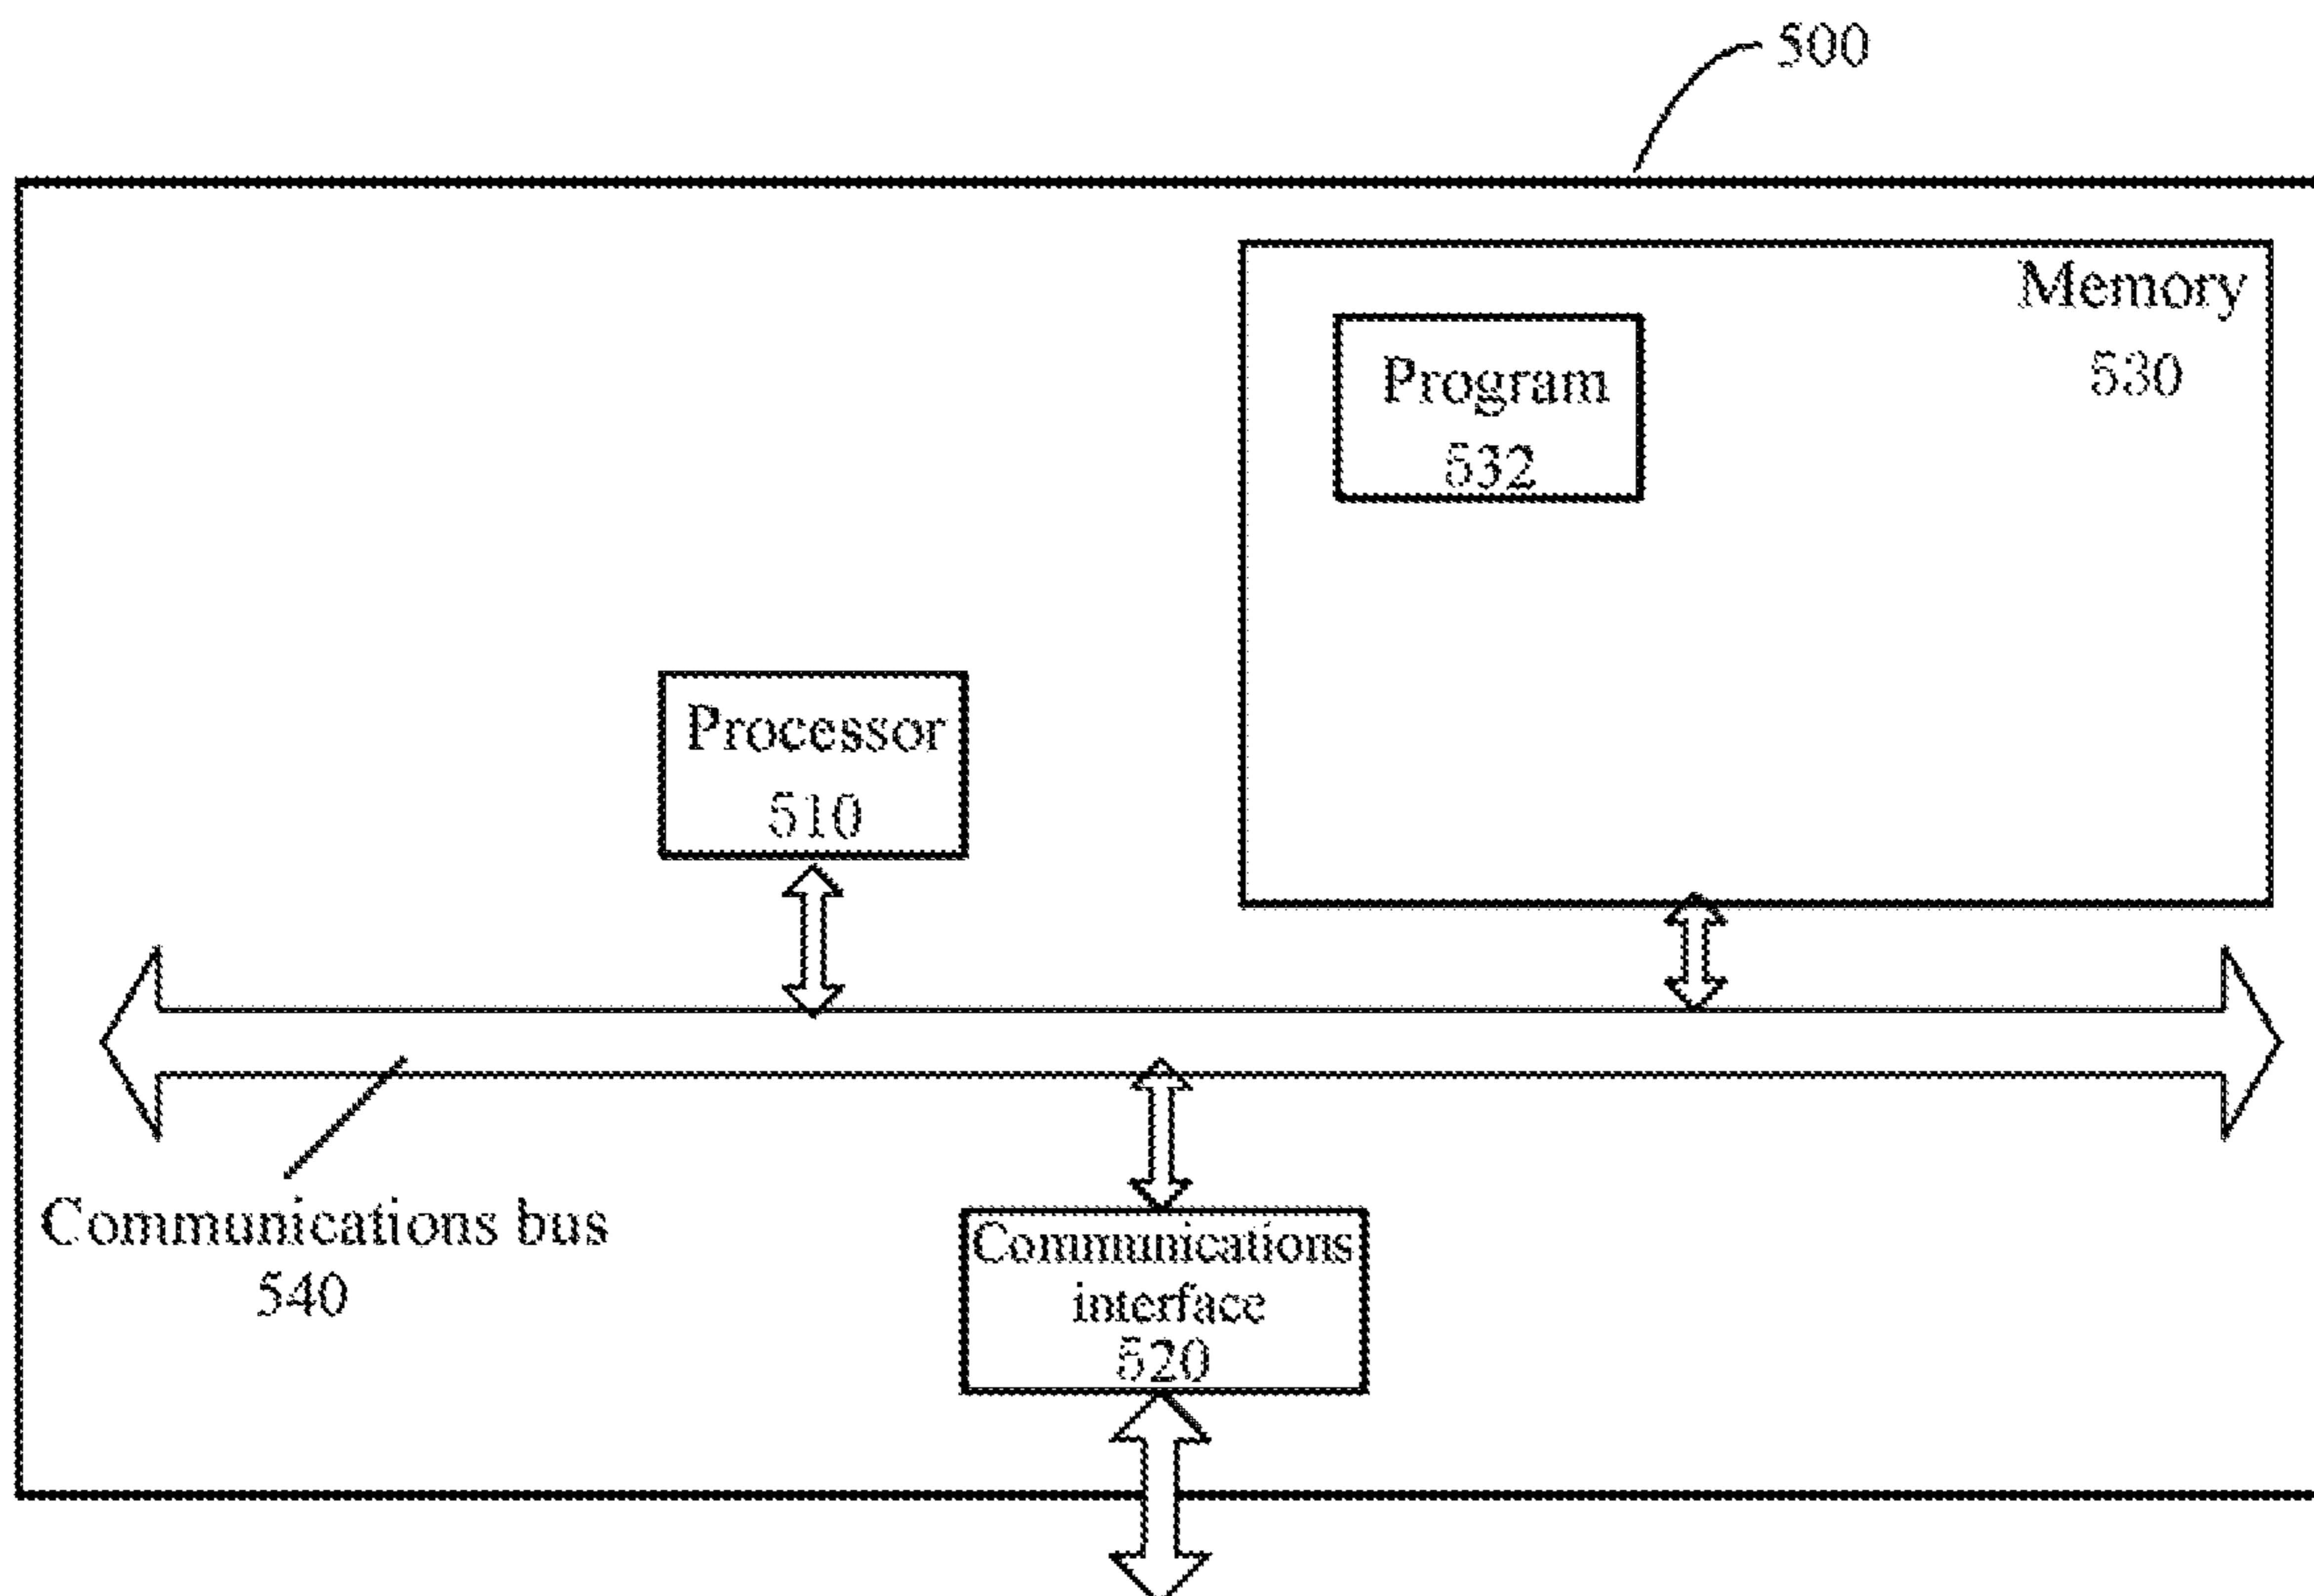 500
Memory
530
Program
532
Processor
510
Communications bus
540
Communications
interface
520